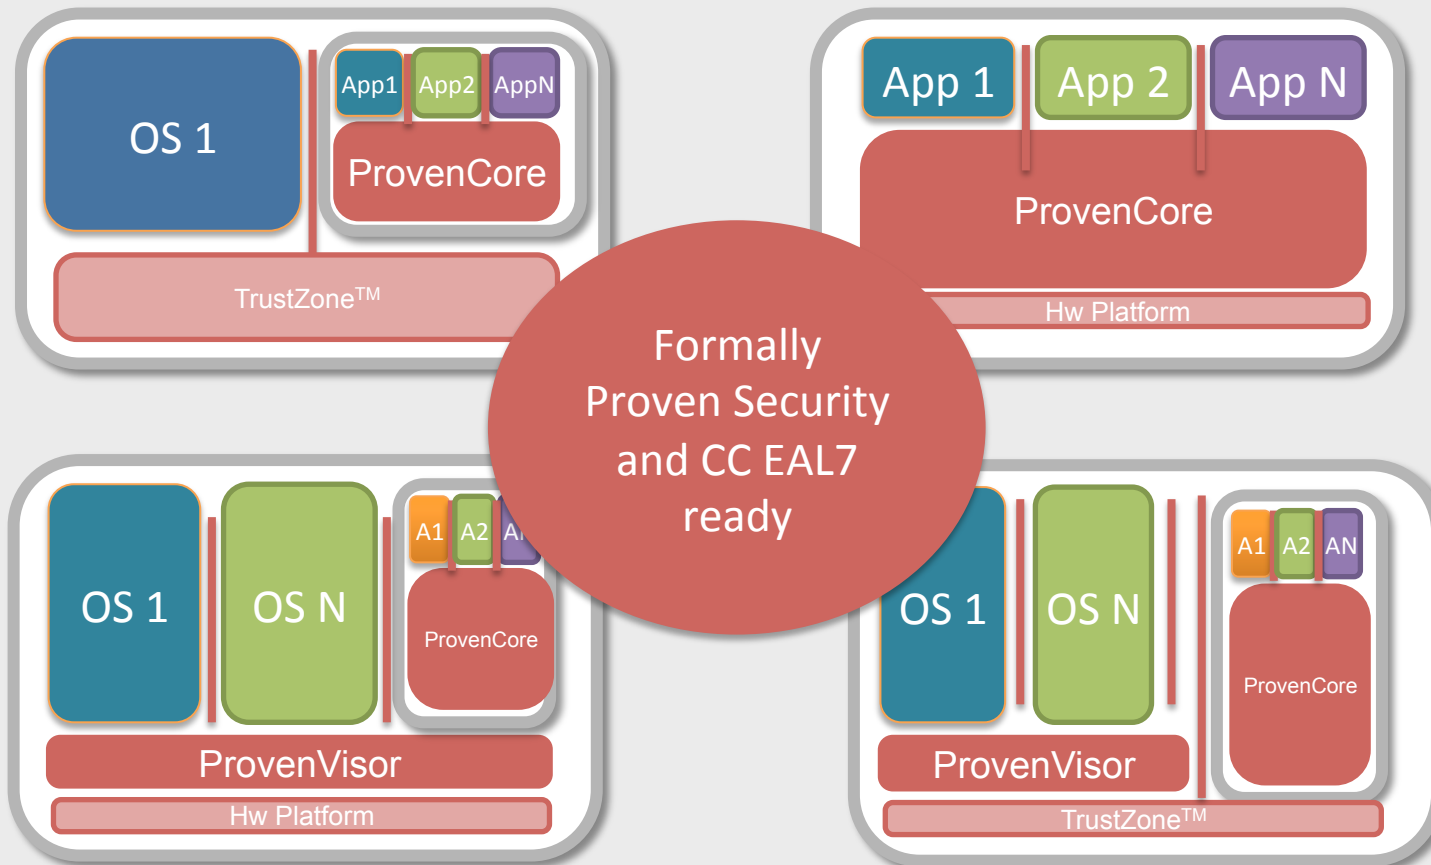 OS 1
App1
App2
AppN
ProvenCore
TrustZone™
App 1
App 2
App N
ProvenCore
Hw Platform
Formally
Proven Security
and CC EAL7
ready
OS 1
OS N
A1
A2
ProvenCore
ProvenVisor
Hw Platform
OS 1
OS N
A1
A2
AN
ProvenCore
ProvenVisor
TrustZone™